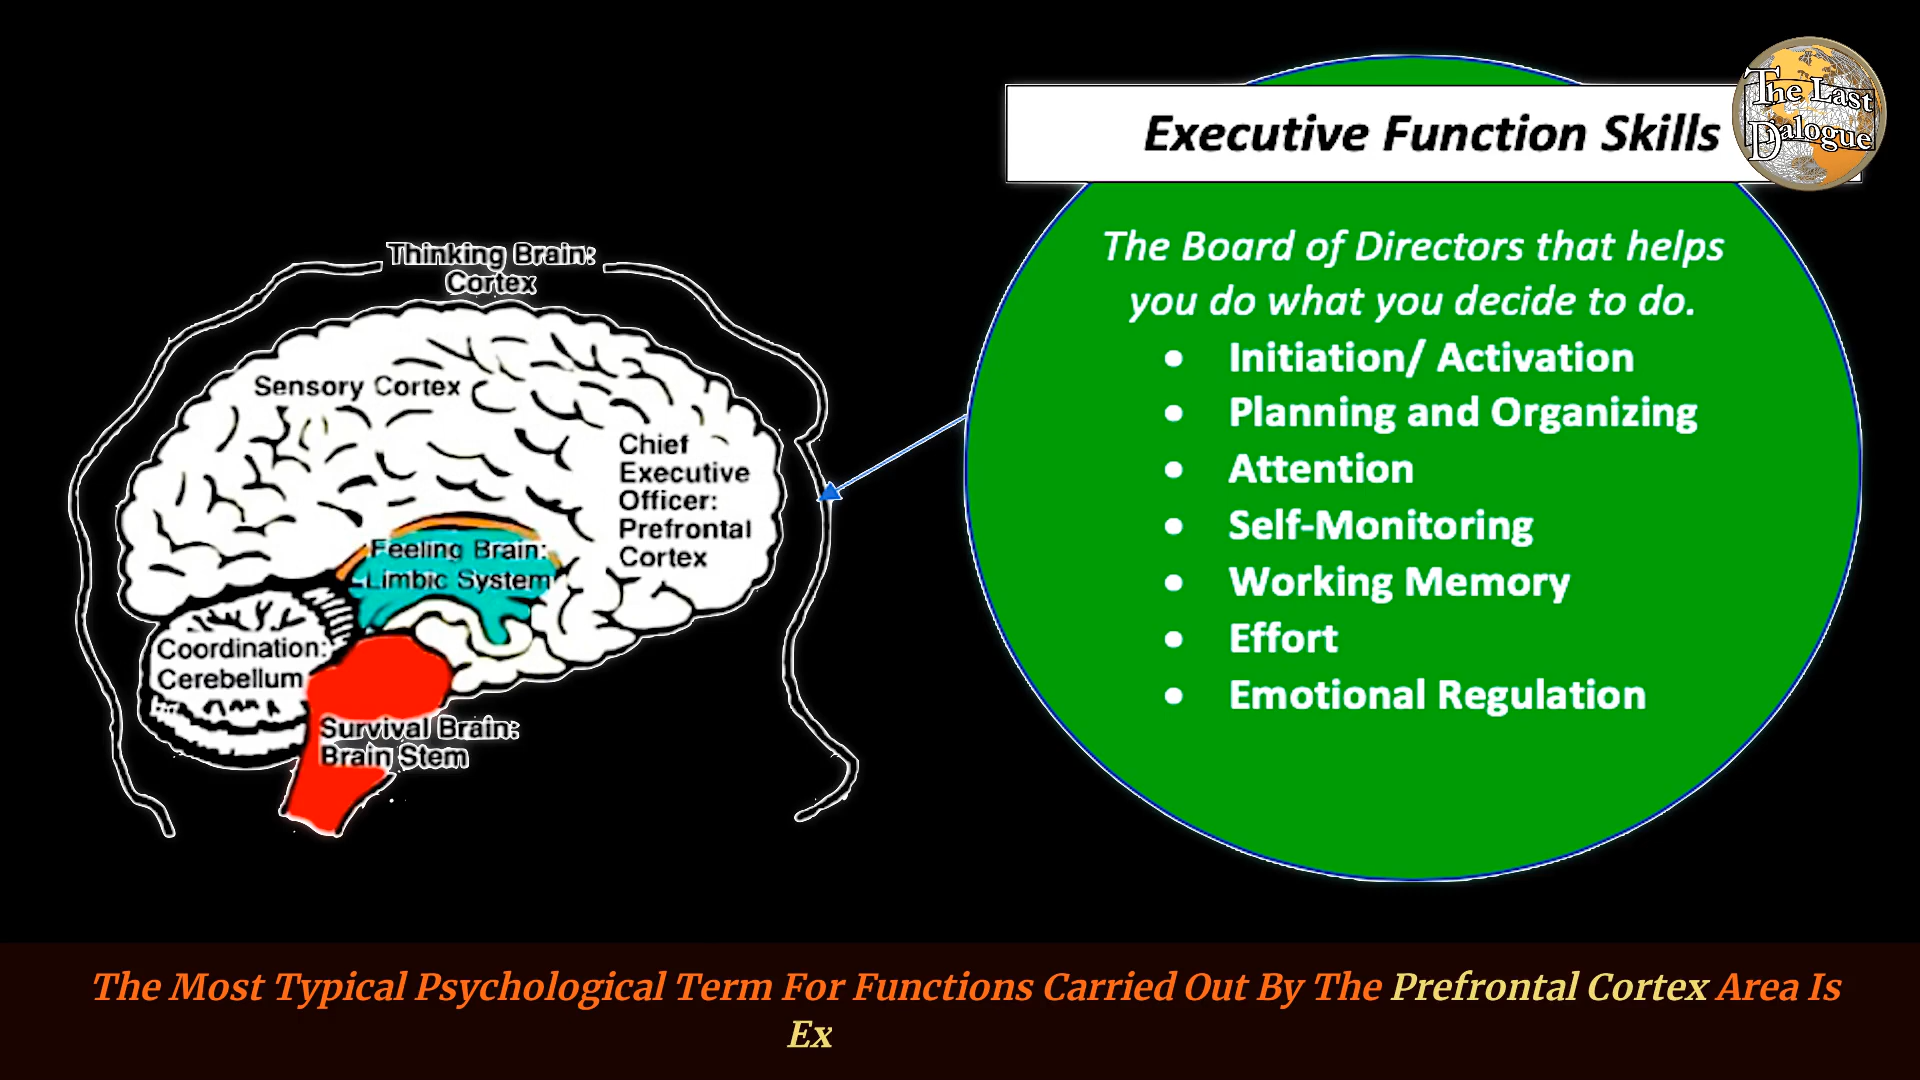 The Last
Dalogue
Executive Function Skills
The Board of Directors that helps
you do what you decide to do.
• Initiation/ Activation
• Planning and Organizing
• Attention
• Self-Monitoring
• Working Memory
• Effort
• Emotional Regulation
Thinking Brain:
Cortex
Sensory Cortex
Chief
Executive
Officer:
Prefrontal
Cortex
Feeling Brain:
Limbic System
Coordination:
Cerebellum
Survival Brain:
Brain Stem
The Most Typical Psychological Term For Functions Carried Out By The Prefrontal Cortex Area Is
Ex